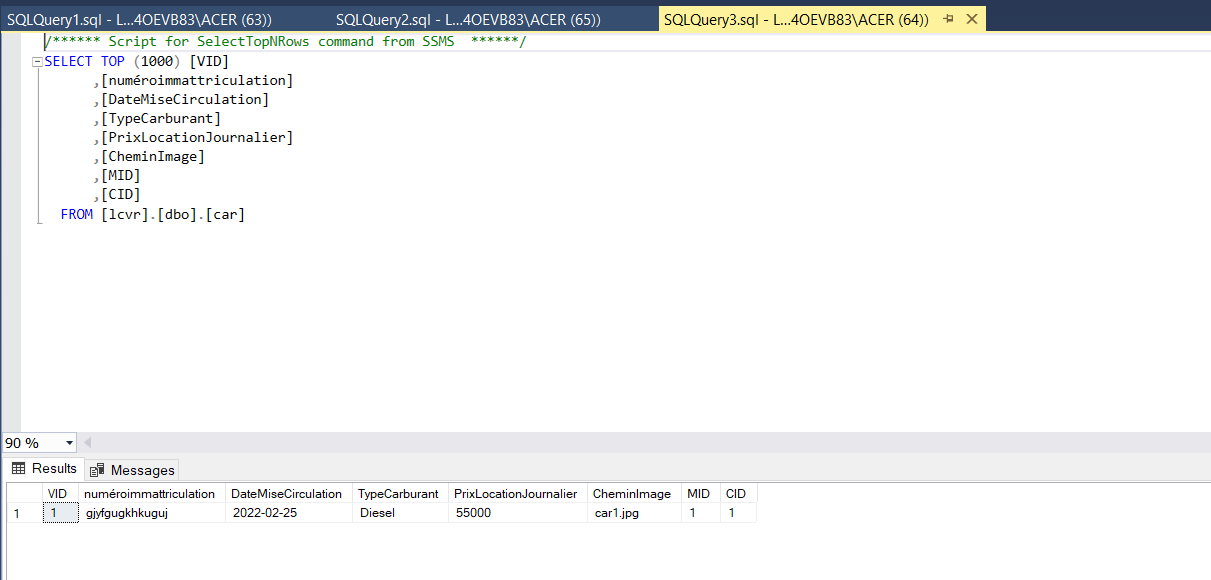 SQLQuery1.sql - L...4OEVB83\ACER (63)) SQLQuery2.sql - L...4OEVB83\ACER (65)) SQLQuery3.sql - L...4OEVB83\ACER (64))
/****** Script for SelectTopNRows command from SSMS ******/
SELECT TOP (1000) [VID]
,[numéroimmattriculation]
,[DateMiseCirculation]
,[TypeCarburant]
,[PrixLocationJournalier]
,[CheminImage]
,[MID]
,[CID]
FROM [lcvr].[dbo].[car]
90 %
Results Messages
VID numéroimmattriculation DateMiseCirculation TypeCarburant PrixLocationJournalier CheminImage MID CID
1 1 gjyfgugkhkuguj 2022-02-25 Diesel 55000 car1.jpg 1 1